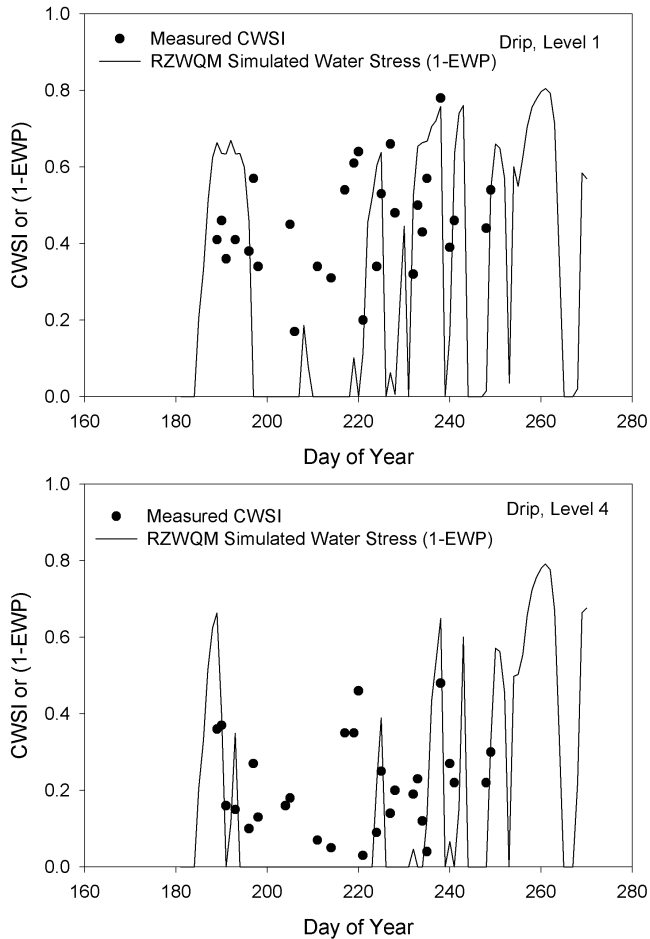 1.0
Measured CWSI
Drip, Level 1
RZWQM Simulated Water Stress (1-EWP)
0.8
0.6
0.4
0.2
0.0
CWSI or (1-EWP)
160 180 200 220 240 260 280
Day of Year
1.0
Drip, Level 4
Measured CWSI
RZWQM Simulated Water Stress (1-EWP)
0.8
0.6
0.4
0.2
0.0
CWSI or (1-EWP)
160 180 200 220 240 260 280
Day of Year